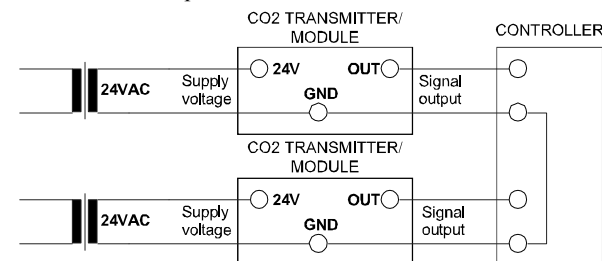 CO2 TRANSMITTER/
MODULE
CONTROLLER
24VAC
Supply
voltage
24V
OUT
GND
Signal
output
CO2 TRANSMITTER/
MODULE
24VAC
Supply
voltage
24V
OUT
GND
Signal
output